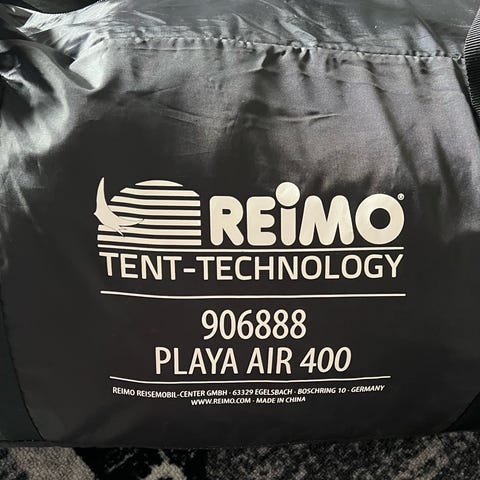 REiMO®
TENT-TECHNOLOGY
906888
PLAYA AIR 400
REIMO REISEMOBIL-CENTER GMBH · 63329 EGELSBACH · BOSCHRING 10 · GERMANY
WWW.REIMO.COM · MADE IN CHINA